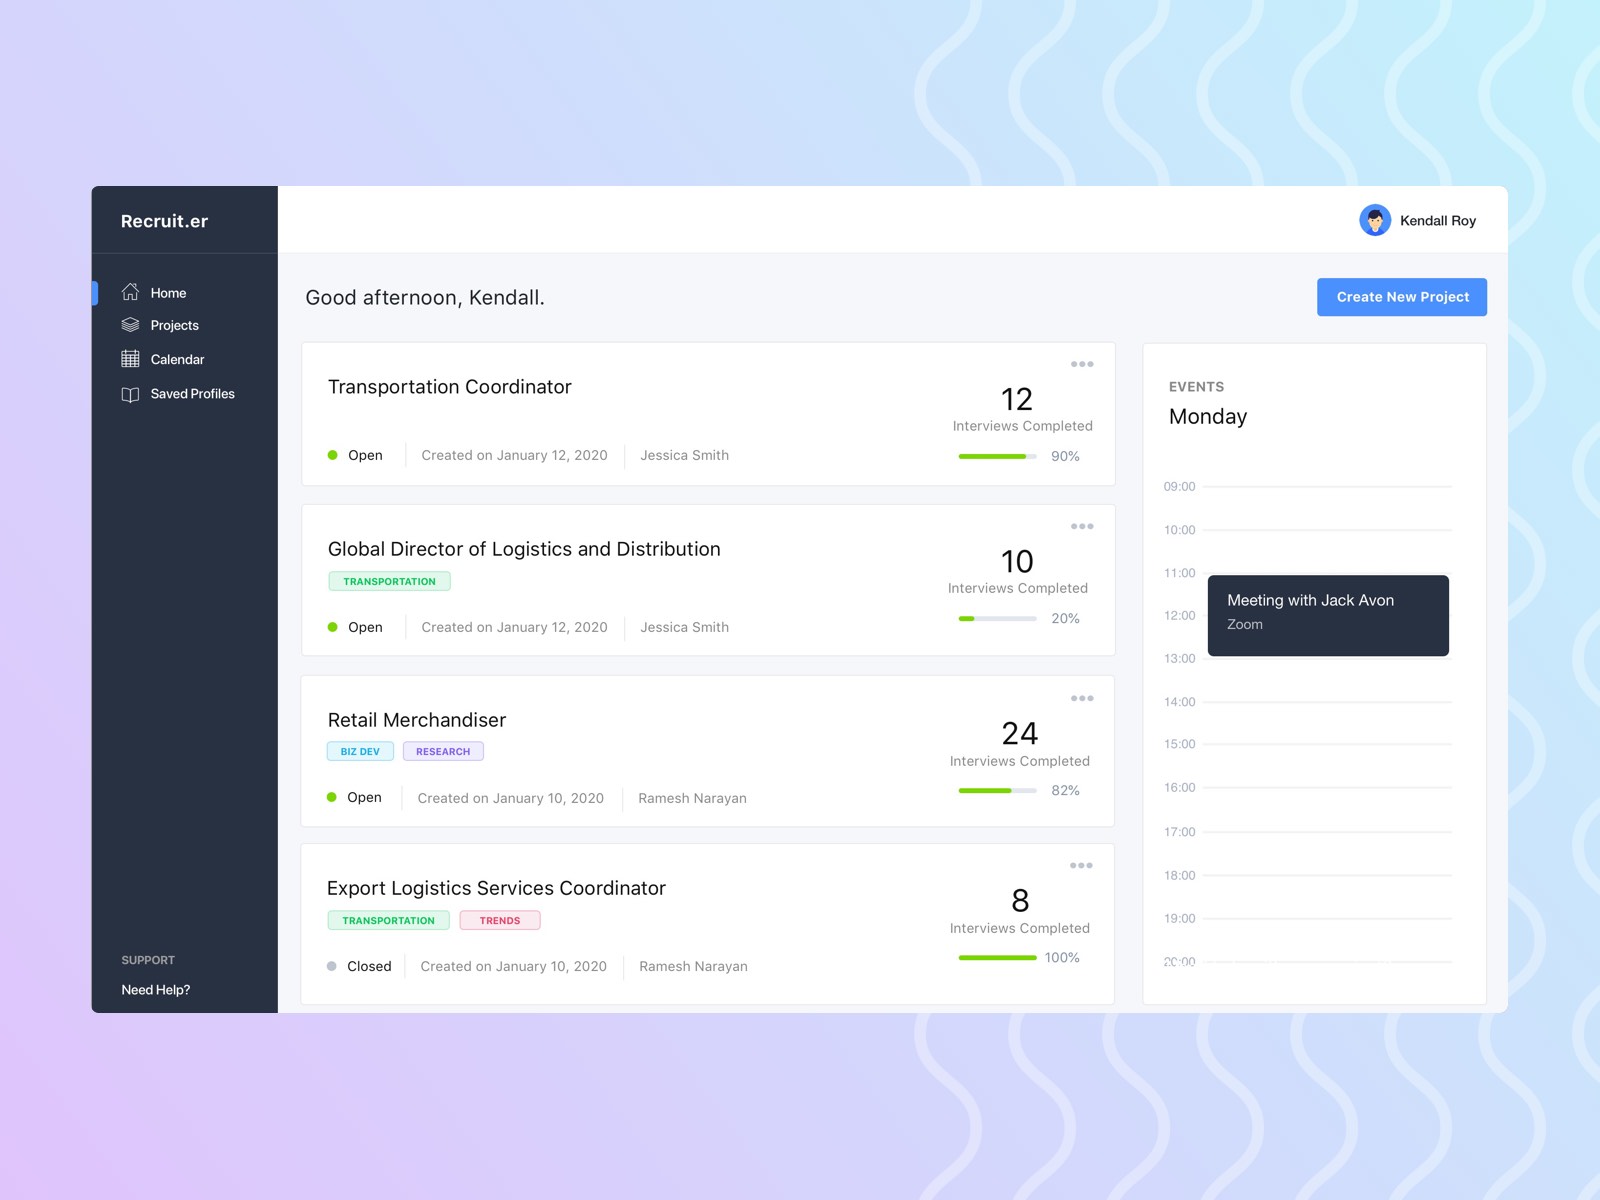 Recruit.er
Kendall Roy
Home
Projects
Calendar
Saved Profiles
SUPPORT
Need Help?
Good afternoon, Kendall.
Create New Project
Transportation Coordinator
12
Interviews Completed
90%
Open
Created on January 12, 2020
Jessica Smith
Global Director of Logistics and Distribution
TRANSPORTATION
10
Interviews Completed
20%
Open
Created on January 12, 2020
Jessica Smith
Retail Merchandiser
BIZ DEV
RESEARCH
24
Interviews Completed
82%
Open
Created on January 10, 2020
Ramesh Narayan
Export Logistics Services Coordinator
TRANSPORTATION
TRENDS
8
Interviews Completed
100%
Closed
Created on January 10, 2020
Ramesh Narayan
EVENTS
Monday
09:00
10:00
11:00
12:00
13:00
14:00
15:00
16:00
17:00
18:00
19:00
20:00
Meeting with Jack Avon
Zoom